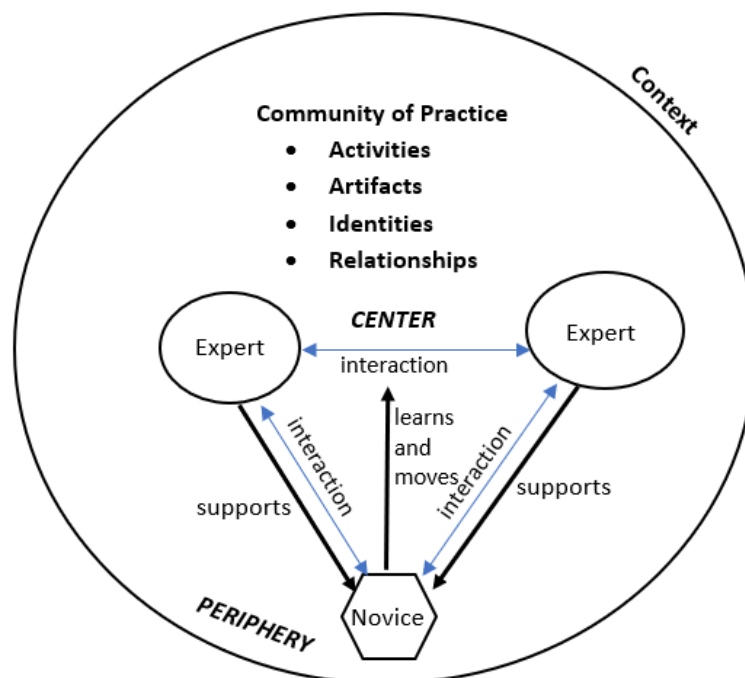 Context
Community of Practice
• Activities
• Artifacts
• Identities
• Relationships
CENTER
Expert
Expert
interaction
learns
and
moves
interaction
interaction
supports
supports
Novice
PERIPHERY